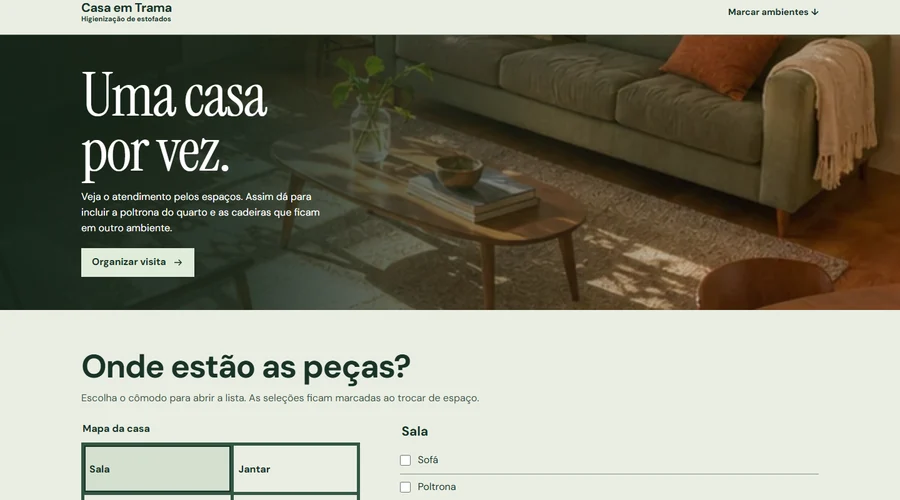 Casa em Trama
Higienização de estofados
Marcar ambientes ↓
Uma casa
por vez.
Veja o atendimento pelos espaços. Assim dá para
incluir a poltrona do quarto e as cadeiras que ficam
em outro ambiente.
Organizar visita →
Onde estão as peças?
Escolha o cômodo para abrir a lista. As seleções ficam marcadas ao trocar de espaço.
Mapa da casa
Sala
Jantar
Sala
Sofá
Poltrona